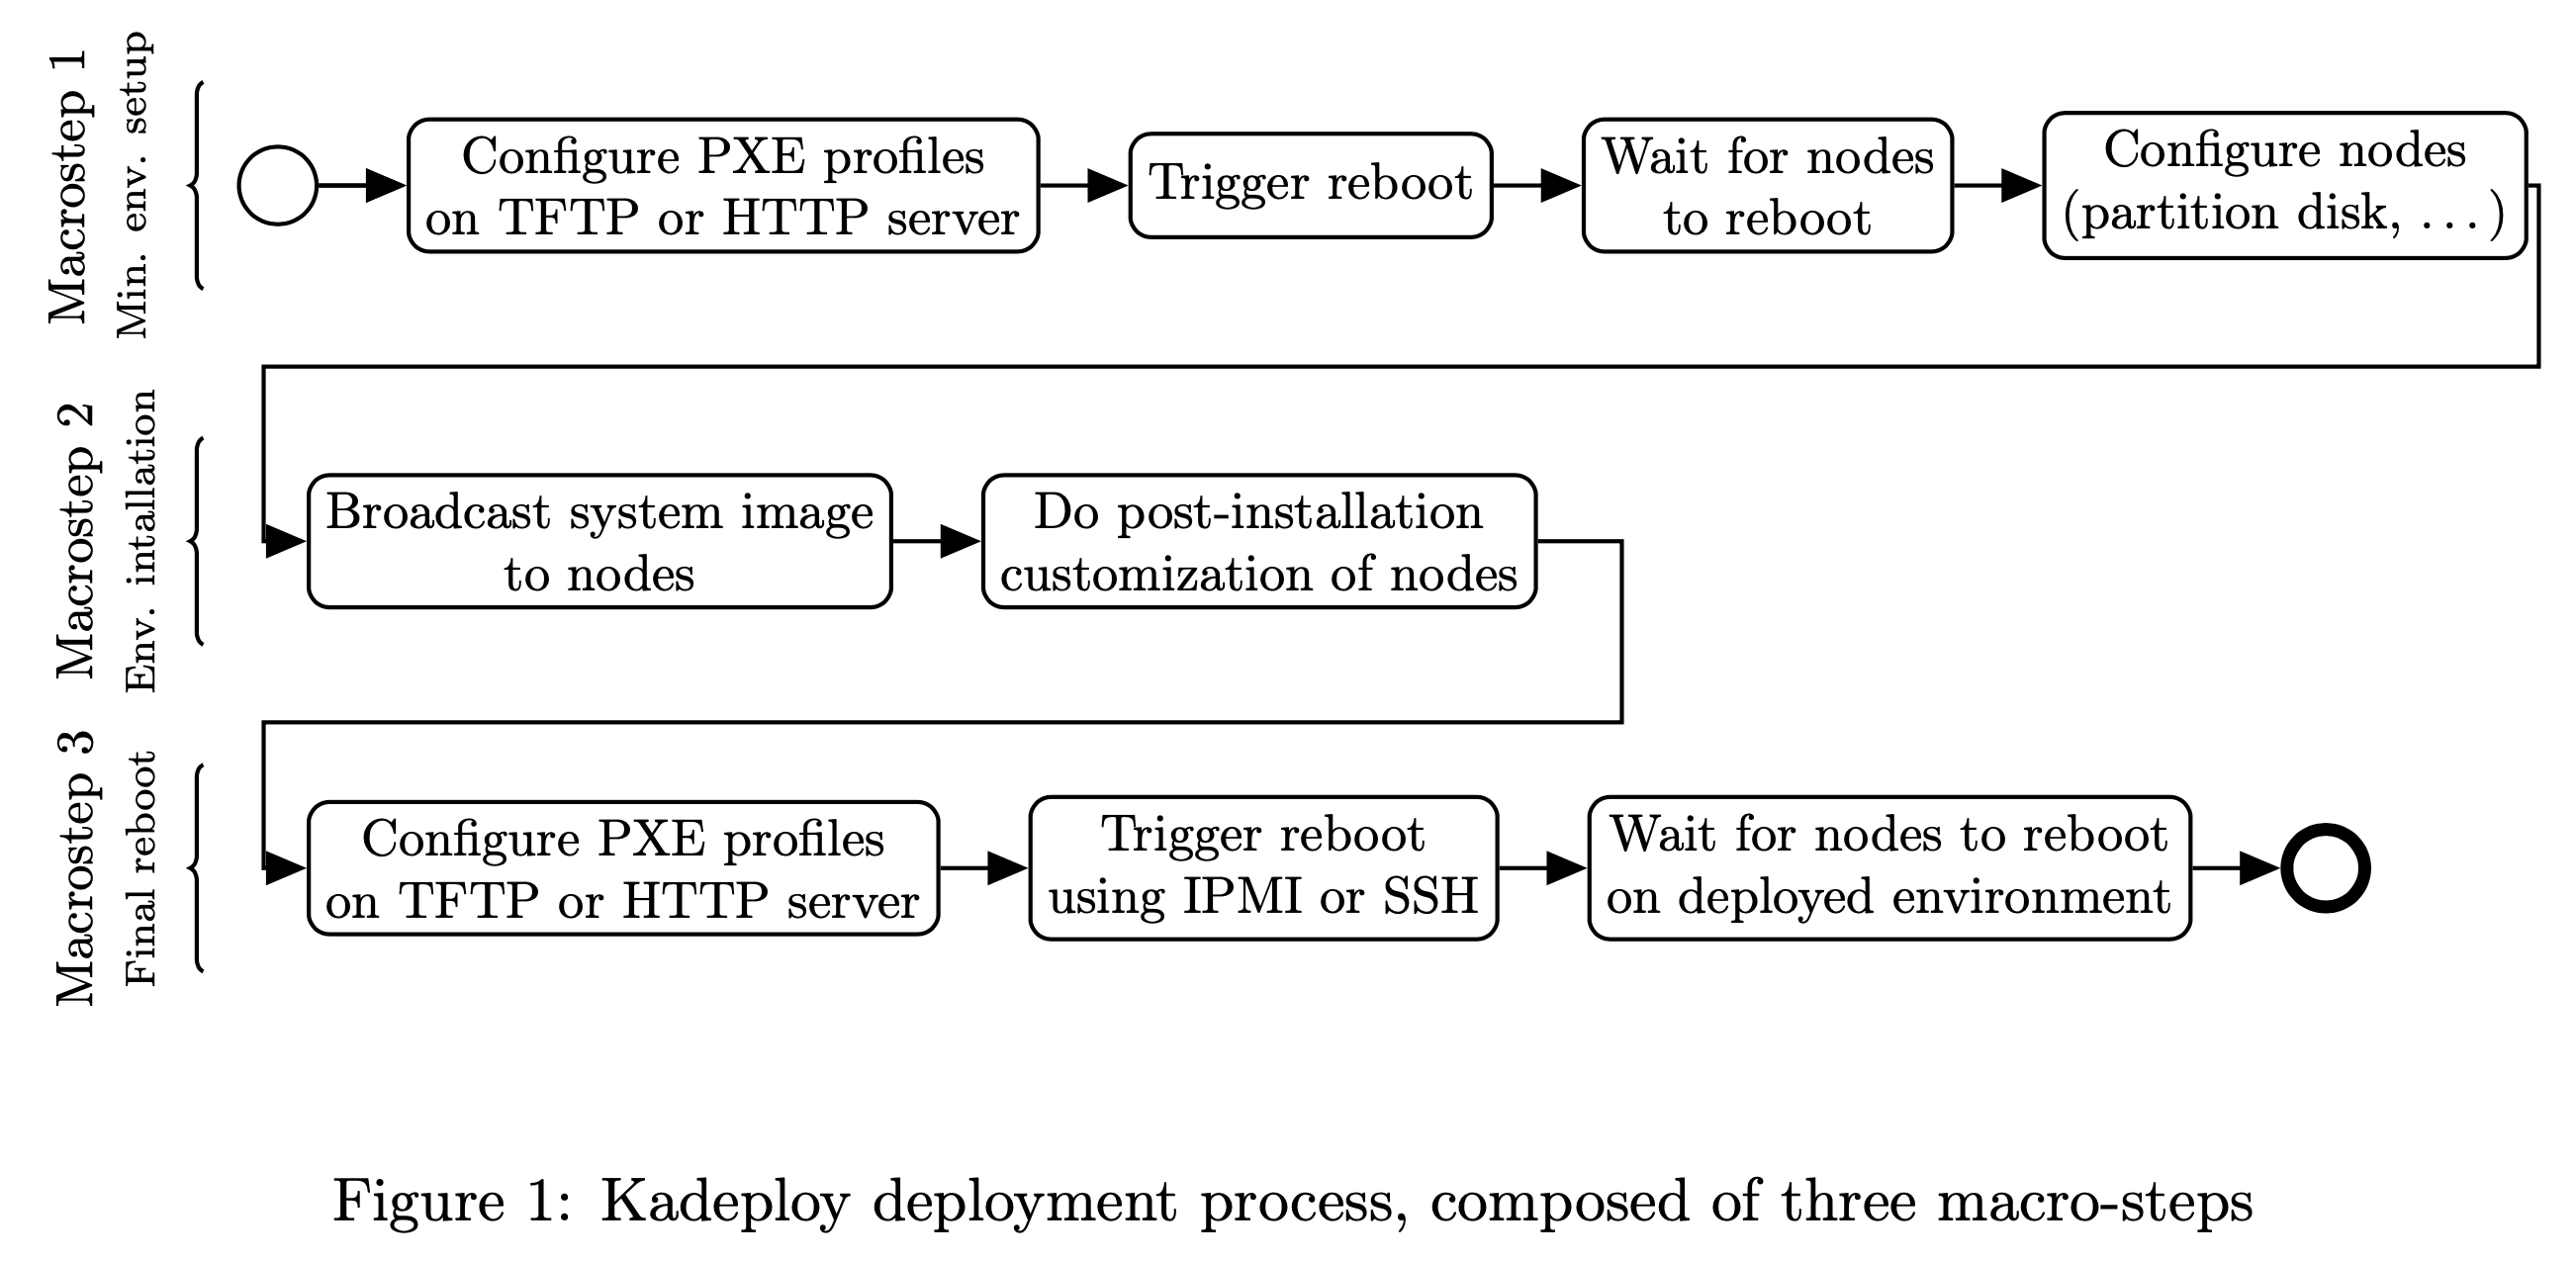 Macrostep 1
Min. env. setup
Configure PXE profiles
on TFTP or HTTP server
Trigger reboot
Wait for nodes
to reboot
Configure nodes
(partition disk, …)
Macrostep 2
Env. intallation
Broadcast system image
to nodes
Do post-installation
customization of nodes
Macrostep 3
Final reboot
Configure PXE profiles
on TFTP or HTTP server
Trigger reboot
using IPMI or SSH
Wait for nodes to reboot
on deployed environment
Figure 1: Kadeploy deployment process, composed of three macro-steps